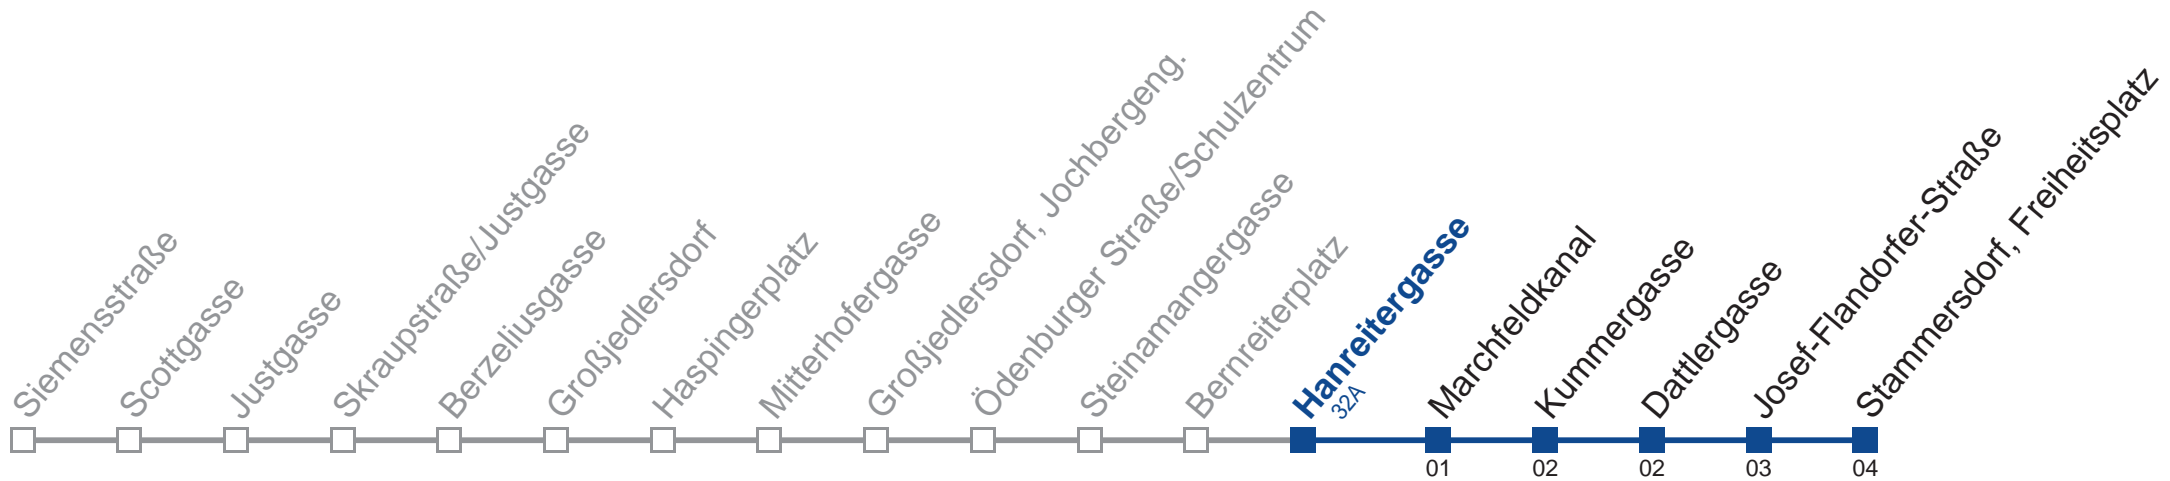 Siemensstraße
Scottgasse
Justgasse
Skraupstraße/Justgasse
Berzeliusgasse
Großjedlersdorf
Haspingerplatz
Mitterhofergasse
Großjedlersdorf, Jochbergeng.
Ödenburger Straße/Schulzentrum
Steinamangergasse
Bernreiterplatz
Hanreitergasse
32A
Marchfeldkanal
Kummergasse
Dattlergasse
Josef-Flandorfer-Straße
Stammersdorf, Freiheitsplatz
01
02
02
03
04